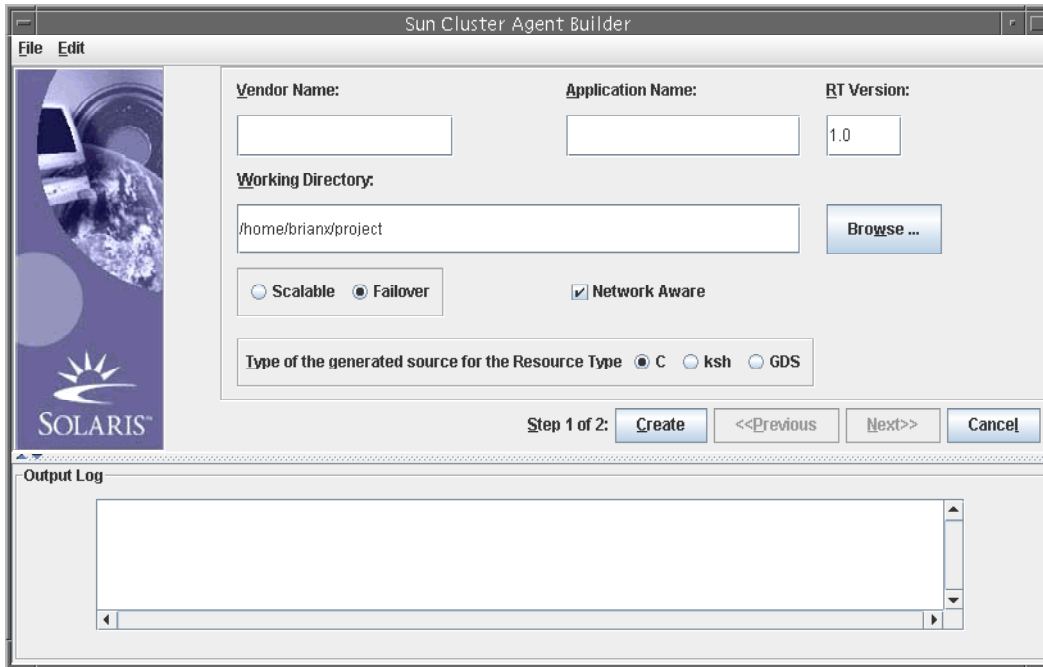 Sun Cluster Agent Builder
File Edit
Vendor Name: Application Name: RT Version:
1.0
Working Directory:
/home/brianx/project Browse ...
Scalable Failover Network Aware
Type of the generated source for the Resource Type C ksh GDS
SOLARIS™
Step 1 of 2: Create <<Previous Next>> Cancel
Output Log